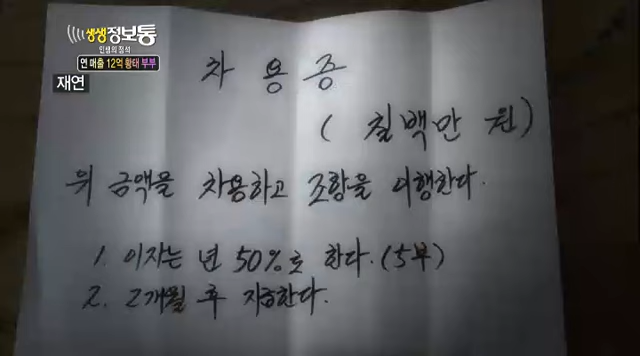 생생정보통
인생의 정석
연 매출 12억 황태 부부
재연
차 용 증
( 칠백만 원)
위 금액을 차용하고 조항을 이행한다.
1. 이자는 년 50%로 한다. (5부)
2. 2개월 후 지급한다.